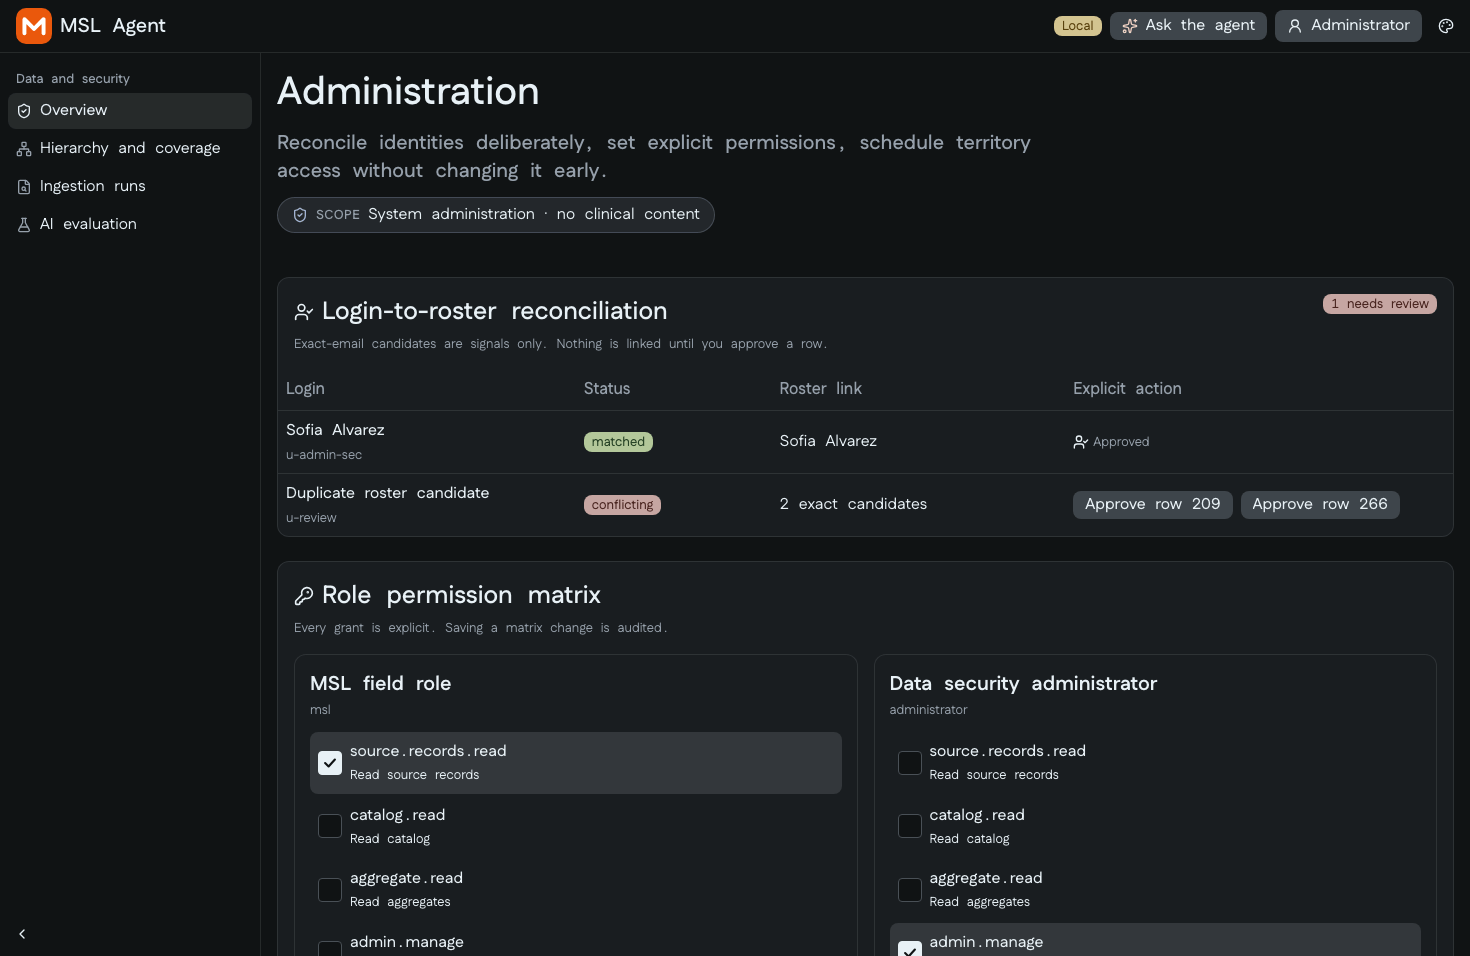 MSL Agent
Local
Ask the agent
Administrator
Data and security
Overview
Hierarchy and coverage
Ingestion runs
AI evaluation
Administration
Reconcile identities deliberately, set explicit permissions, schedule territory
access without changing it early.
SCOPE System administration · no clinical content
Login-to-roster reconciliation
1 needs review
Exact-email candidates are signals only. Nothing is linked until you approve a row.
Login Status Roster link Explicit action
Sofia Alvarez
u-admin-sec
matched
Sofia Alvarez
Approved
Duplicate roster candidate
u-review
conflicting
2 exact candidates
Approve row 209
Approve row 266
Role permission matrix
Every grant is explicit. Saving a matrix change is audited.
MSL field role
msl
source.records.read
Read source records
catalog.read
Read catalog
aggregate.read
Read aggregates
admin.manage
Data security administrator
administrator
source.records.read
Read source records
catalog.read
Read catalog
aggregate.read
Read aggregates
admin.manage